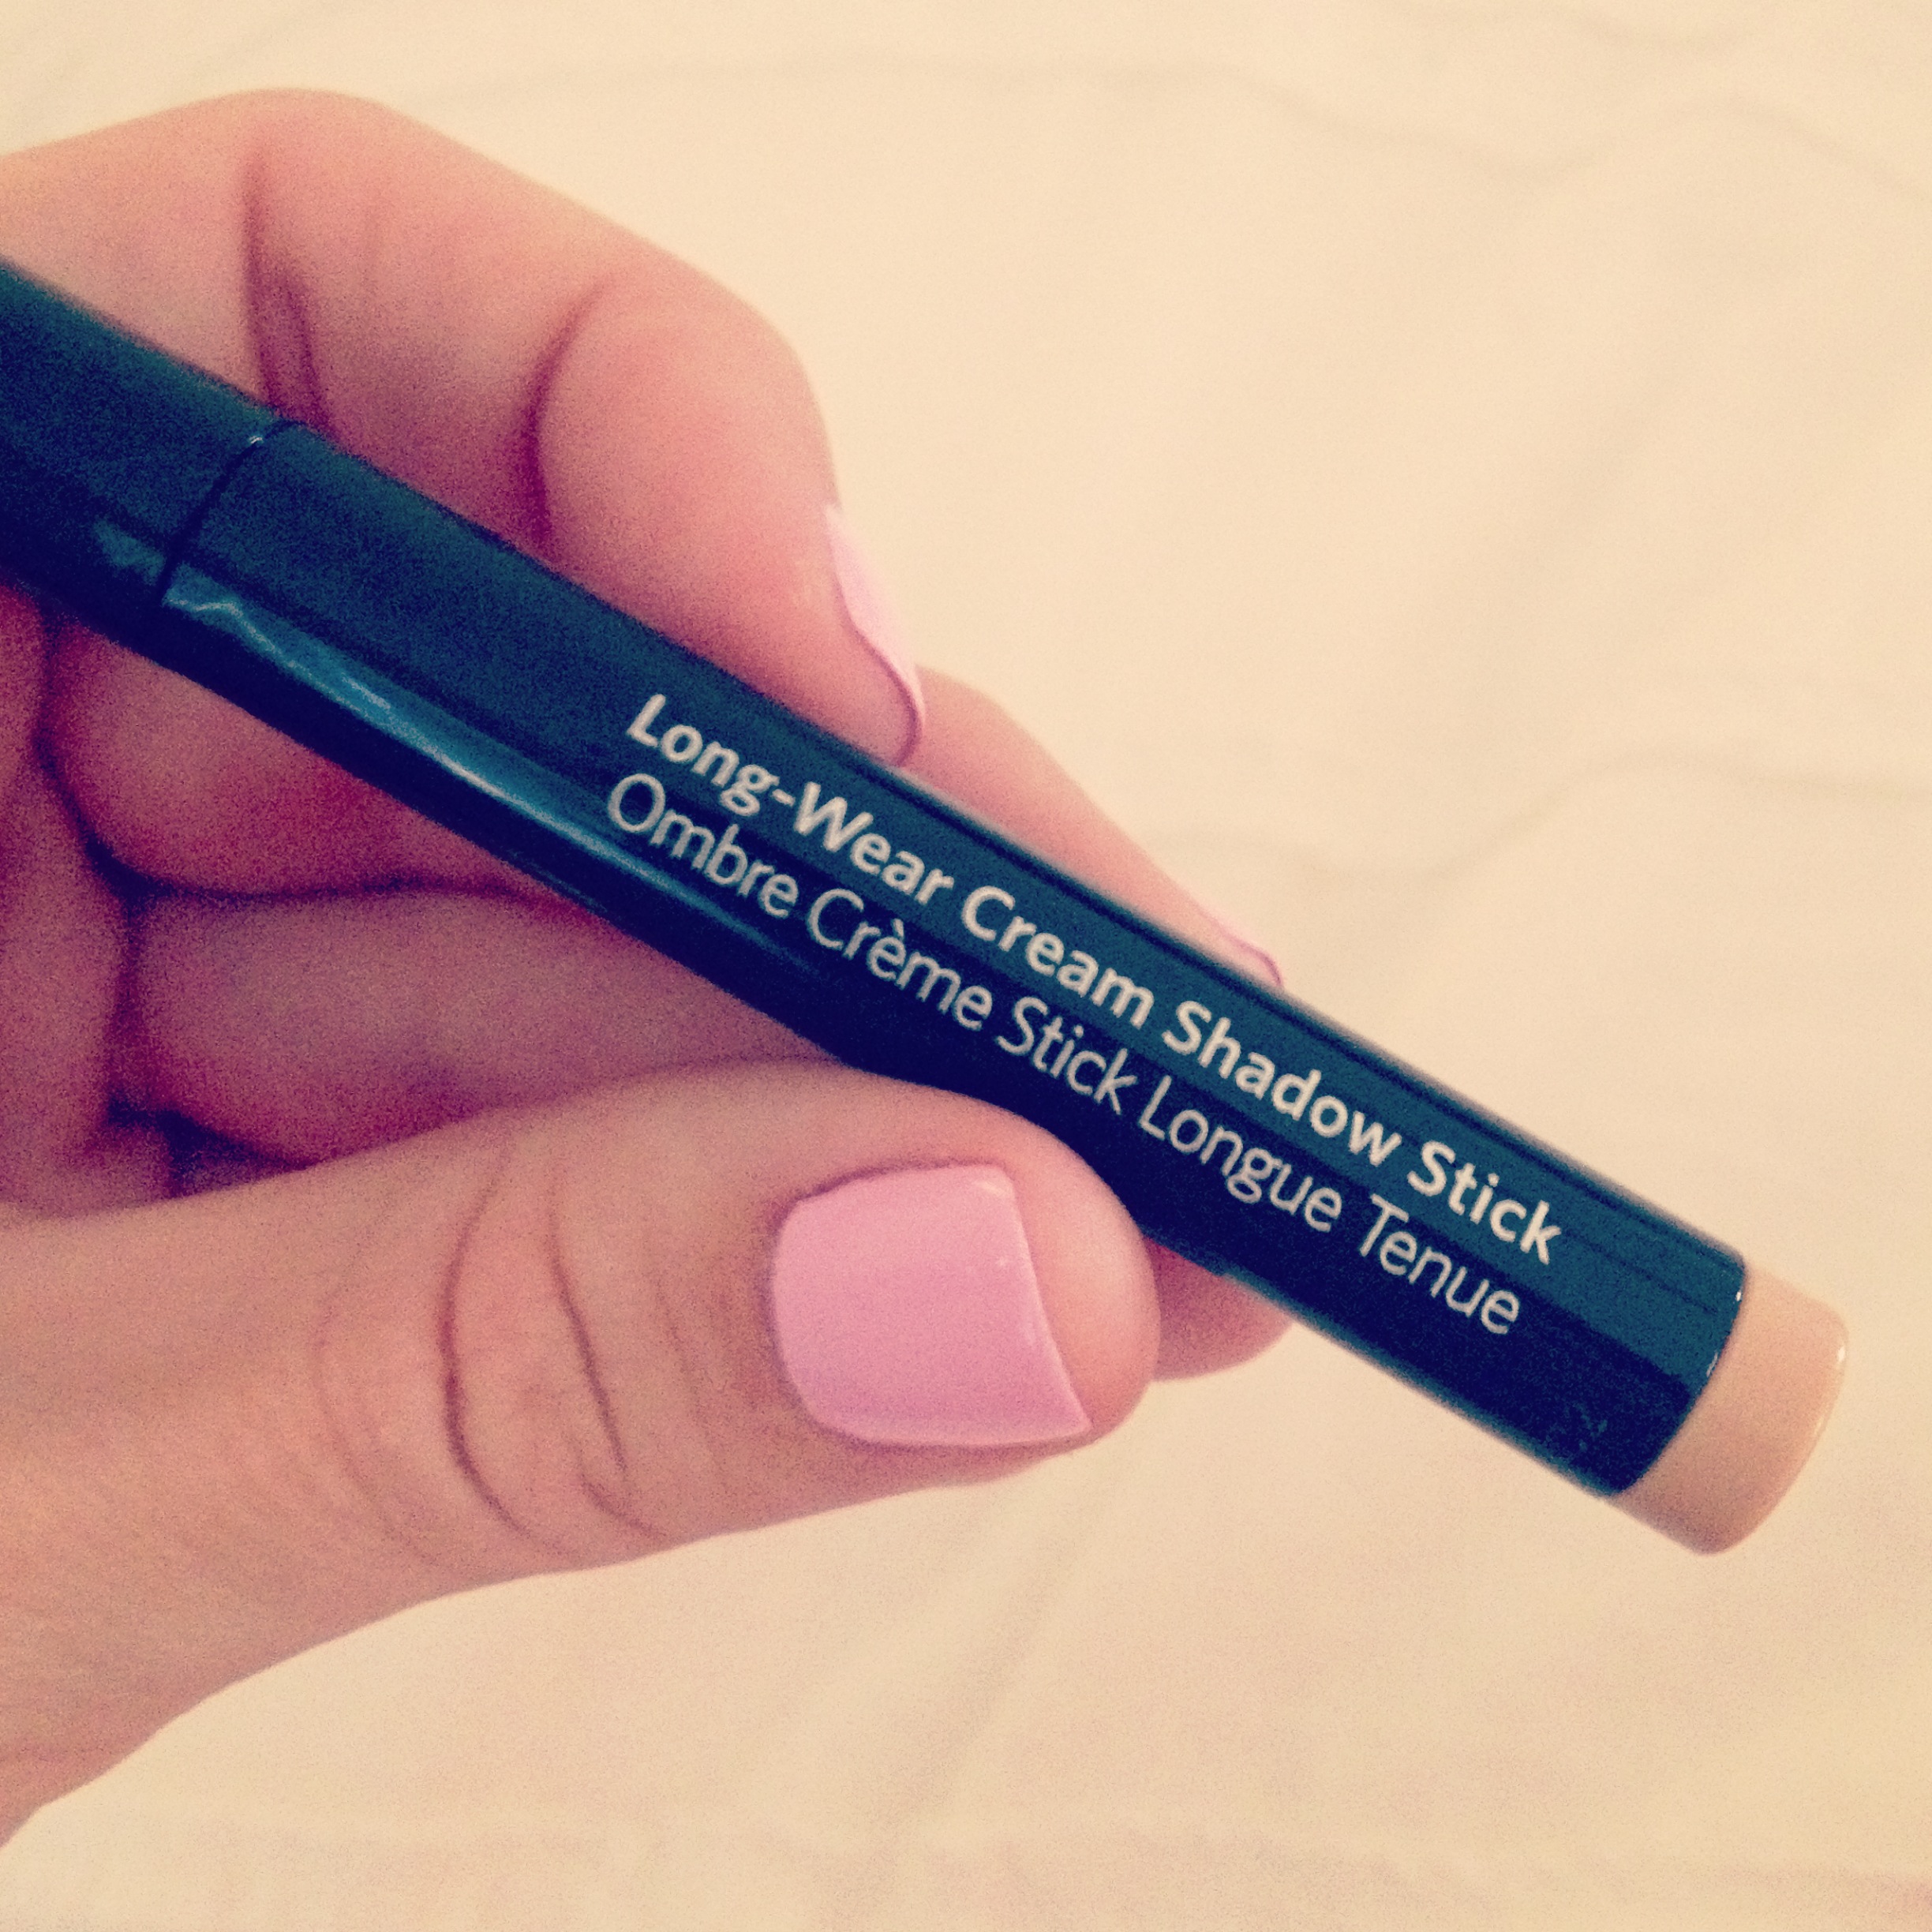 Long-Wear Cream Shadow Stick
Ombre Crème Stick Longue Tenue